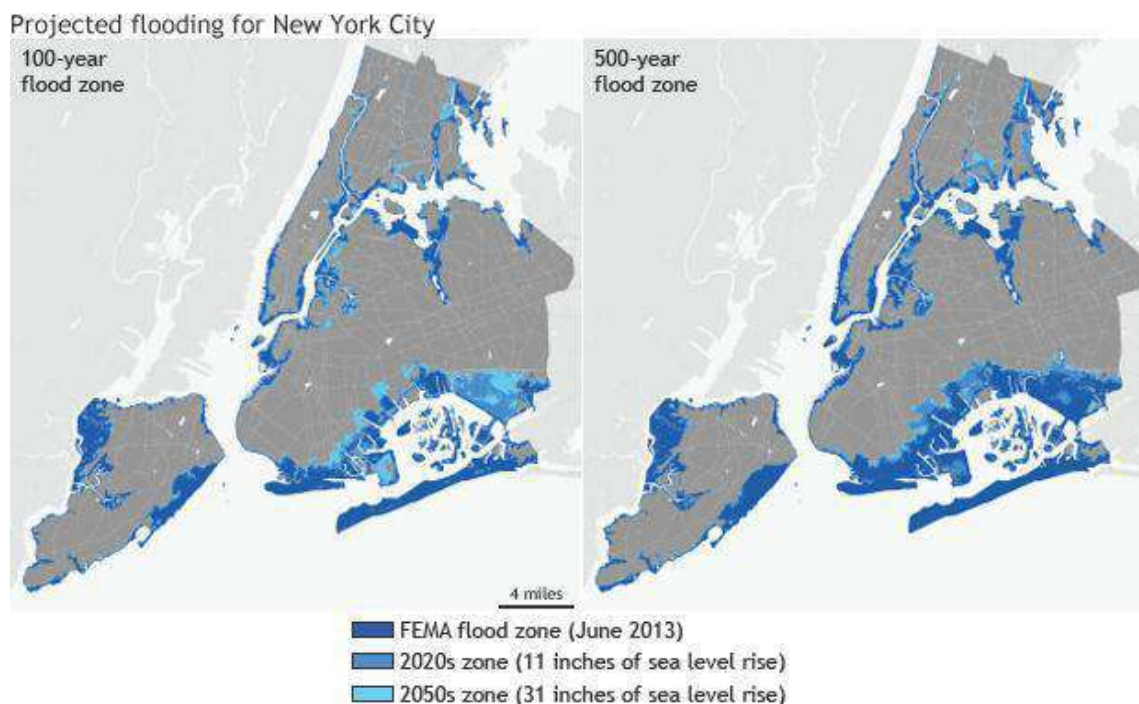 Projected flooding for New York City
100-year
flood zone
500-year
flood zone
4 miles
FEMA flood zone (June 2013)
2020s zone (11 inches of sea level rise)
2050s zone (31 inches of sea level rise)